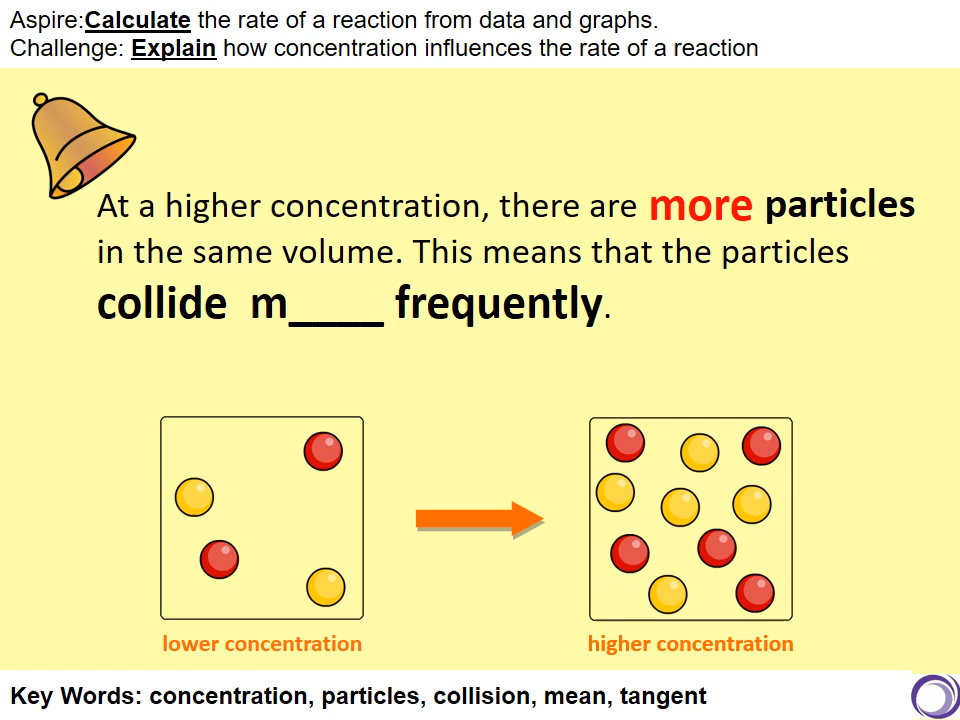 Aspire:Calculate the rate of a reaction from data and graphs.
Challenge: Explain how concentration influences the rate of a reaction
At a higher concentration, there are more particles
in the same volume. This means that the particles
collide m____ frequently.
lower concentration
higher concentration
Key Words: concentration, particles, collision, mean, tangent